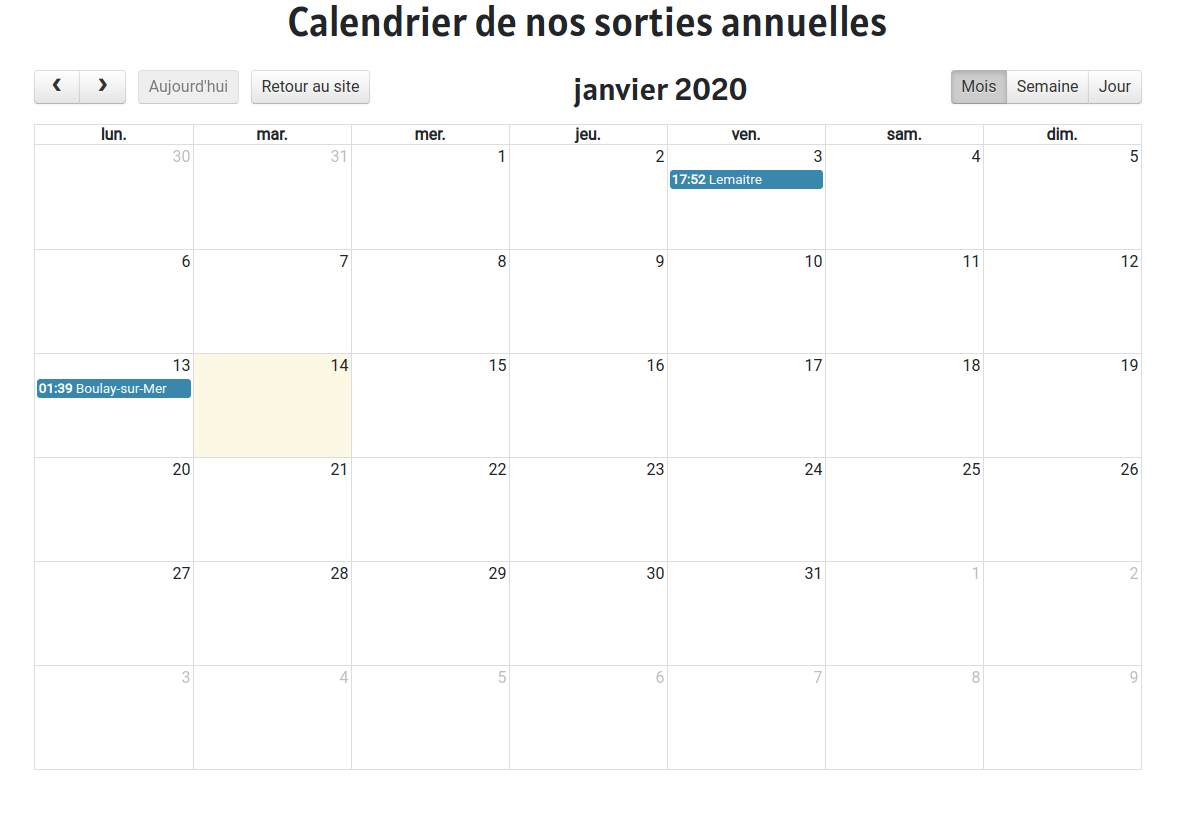 Calendrier de nos sorties annuelles
‹ › Aujourd'hui Retour au site janvier 2020 Mois Semaine Jour
lun. mar. mer. jeu. ven. sam. dim.
30 31 1 2 3 4 5
17:52 Lemaitre
6 7 8 9 10 11 12
13 14 15 16 17 18 19
01:39 Boulay-sur-Mer
20 21 22 23 24 25 26
27 28 29 30 31 1 2
3 4 5 6 7 8 9